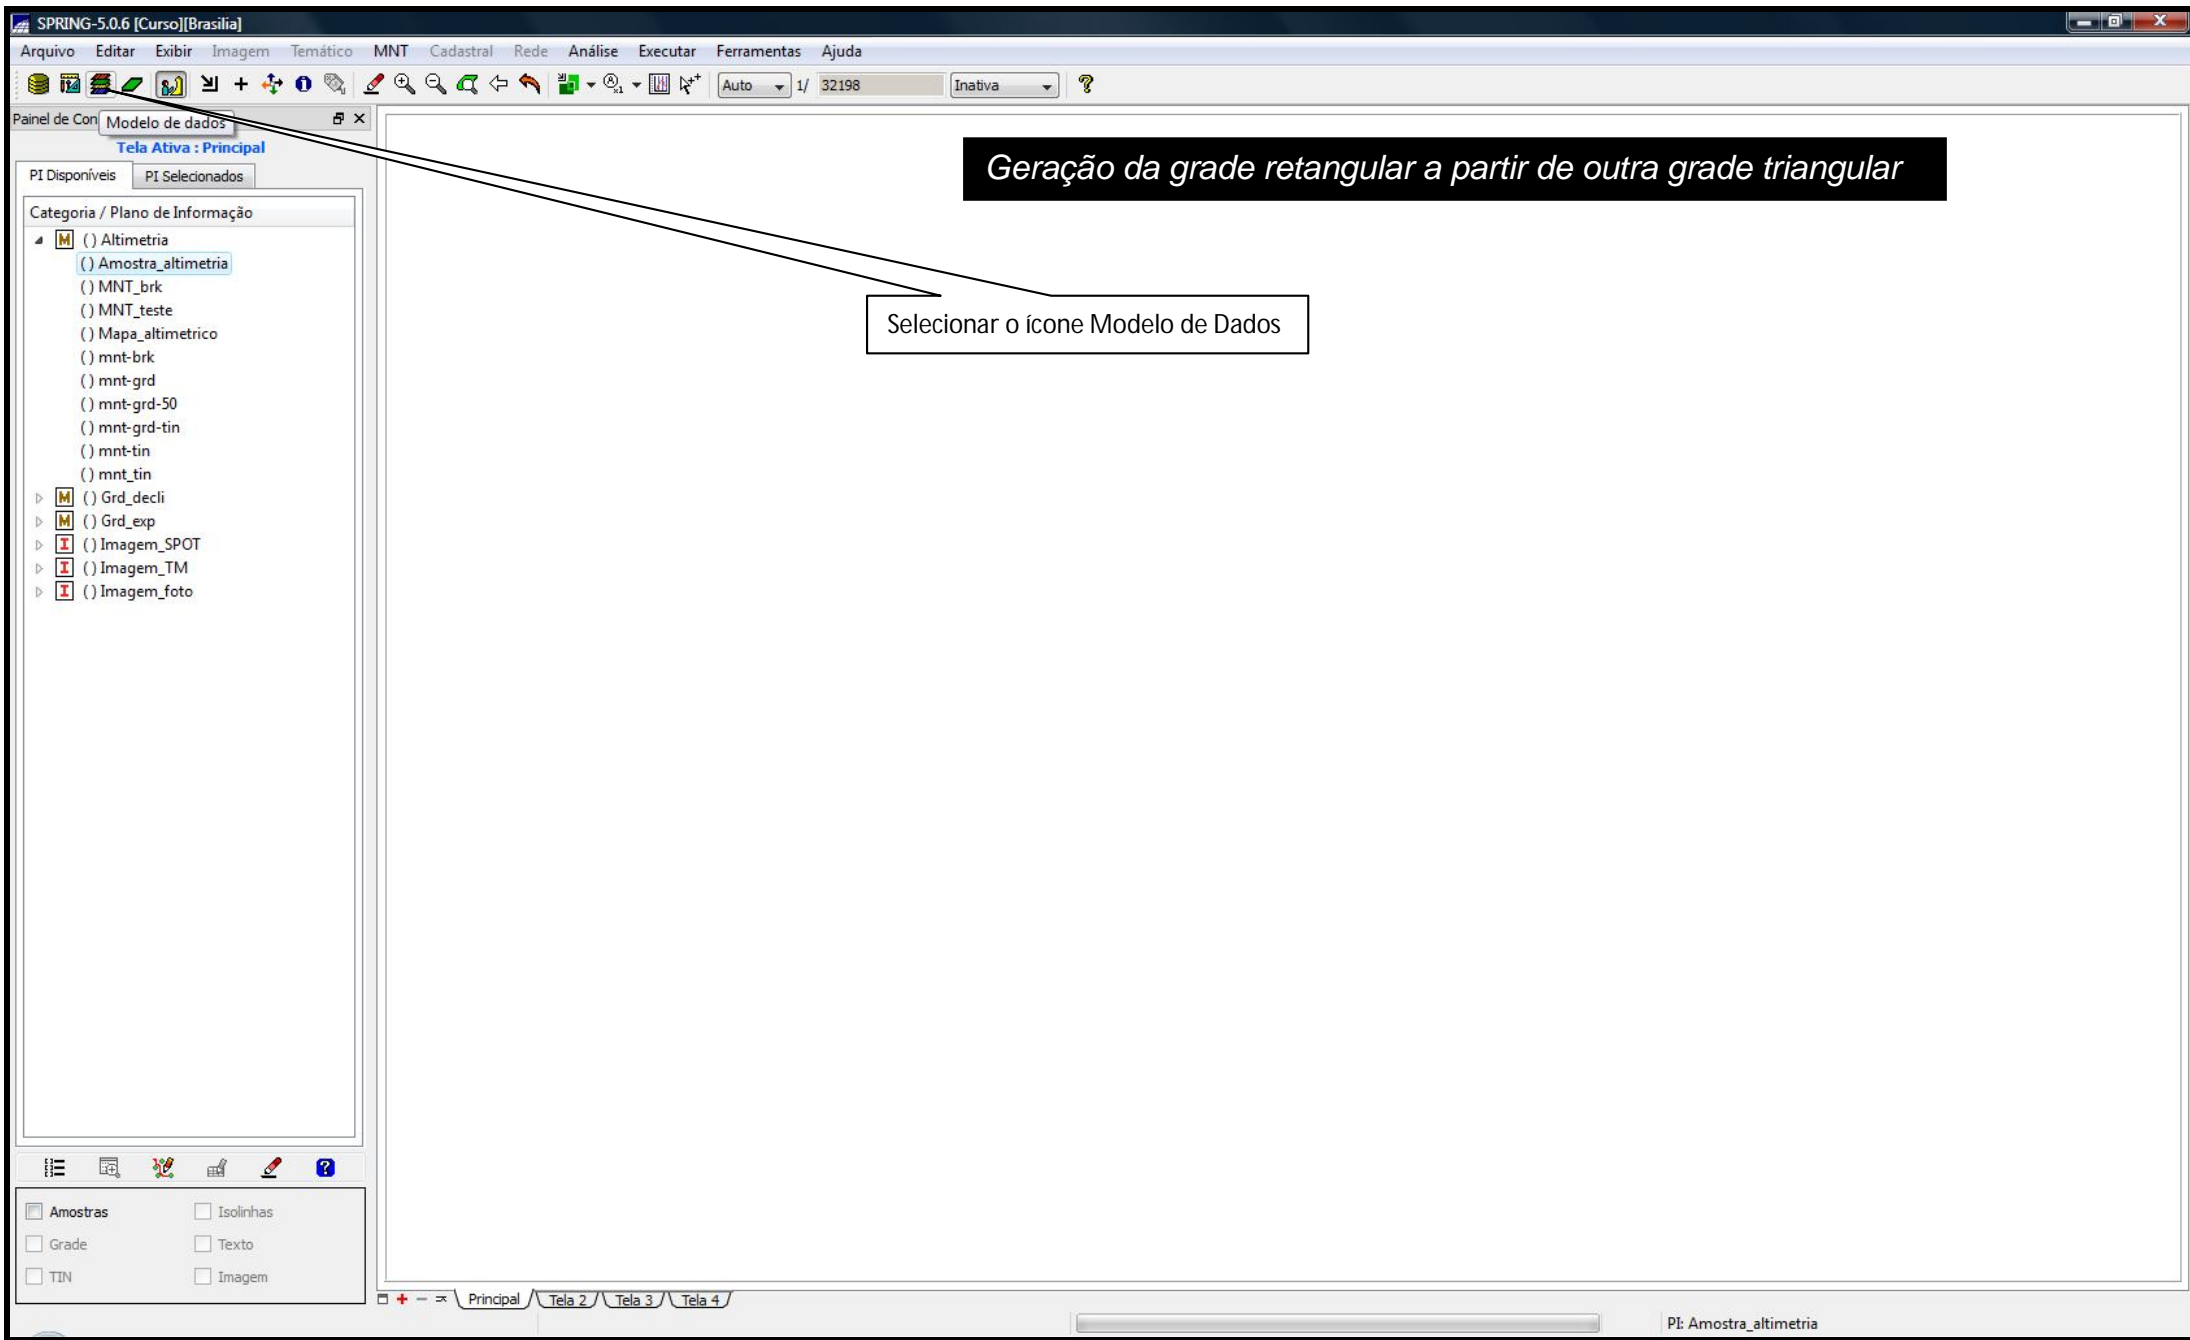 SPRING-5.0.6 [Curso][Brasilia]
Arquivo Editar Exibir Imagem Temático MNT Cadastral Rede Análise Executar Ferramentas Ajuda
Auto 1/ 32198 Inativa
Painel de Con
Modelo de dados
Tela Ativa : Principal
PI Disponíveis PI Selecionados
Categoria / Plano de Informação
M () Altimetria
() Amostra_altimetria
() MNT_brk
() MNT_teste
() Mapa_altimetrico
() mnt-brk
() mnt-grd
() mnt-grd-50
() mnt-grd-tin
() mnt-tin
() mnt_tin
M () Grd_decli
M () Grd_exp
I () Imagem_SPOT
I () Imagem_TM
I () Imagem_foto
Geração da grade retangular a partir de outra grade triangular
Selecionar o ícone Modelo de Dados
Amostras Isolinhas
Grade Texto
TIN Imagem
Principal Tela 2 Tela 3 Tela 4
PI: Amostra_altimetria